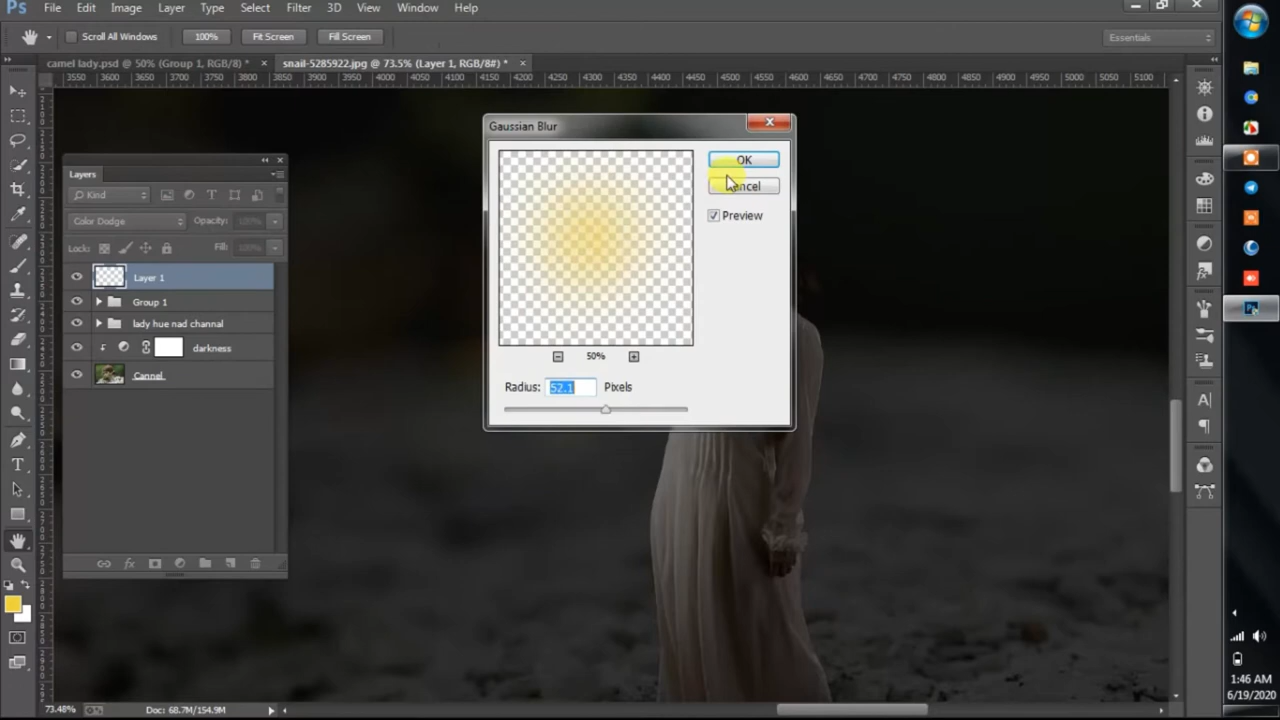 Ps File Edit Image Layer Type Select Filter 3D View Window Help
Scroll All Windows 100% Fit Screen Fill Screen Essentials
camel lady.psd @ 50% (Group 1, RGB/8) * × snail-5285922.jpg @ 73.5% (Layer 1, RGB/8#) * ×
3550 3650 3700 3750 3800 3850 3900 3950 4000 4050 4100 4150 4200 4250 4300 4350 4400 4450 4500 4550 4600 4650 4700 4750 4800 4850 4900 4950 5000 5050 5100
Gaussian Blur
OK
Cancel
Preview
50%
Radius: 52.1 Pixels
Layers
Kind
Color Dodge Opacity: 100%
Lock: Fill: 100%
Layer 1
Group 1
lady hue nad channal
darkness
Cannel
73.48% Doc: 68.7M/154.9M
1:46 AM
6/19/2020